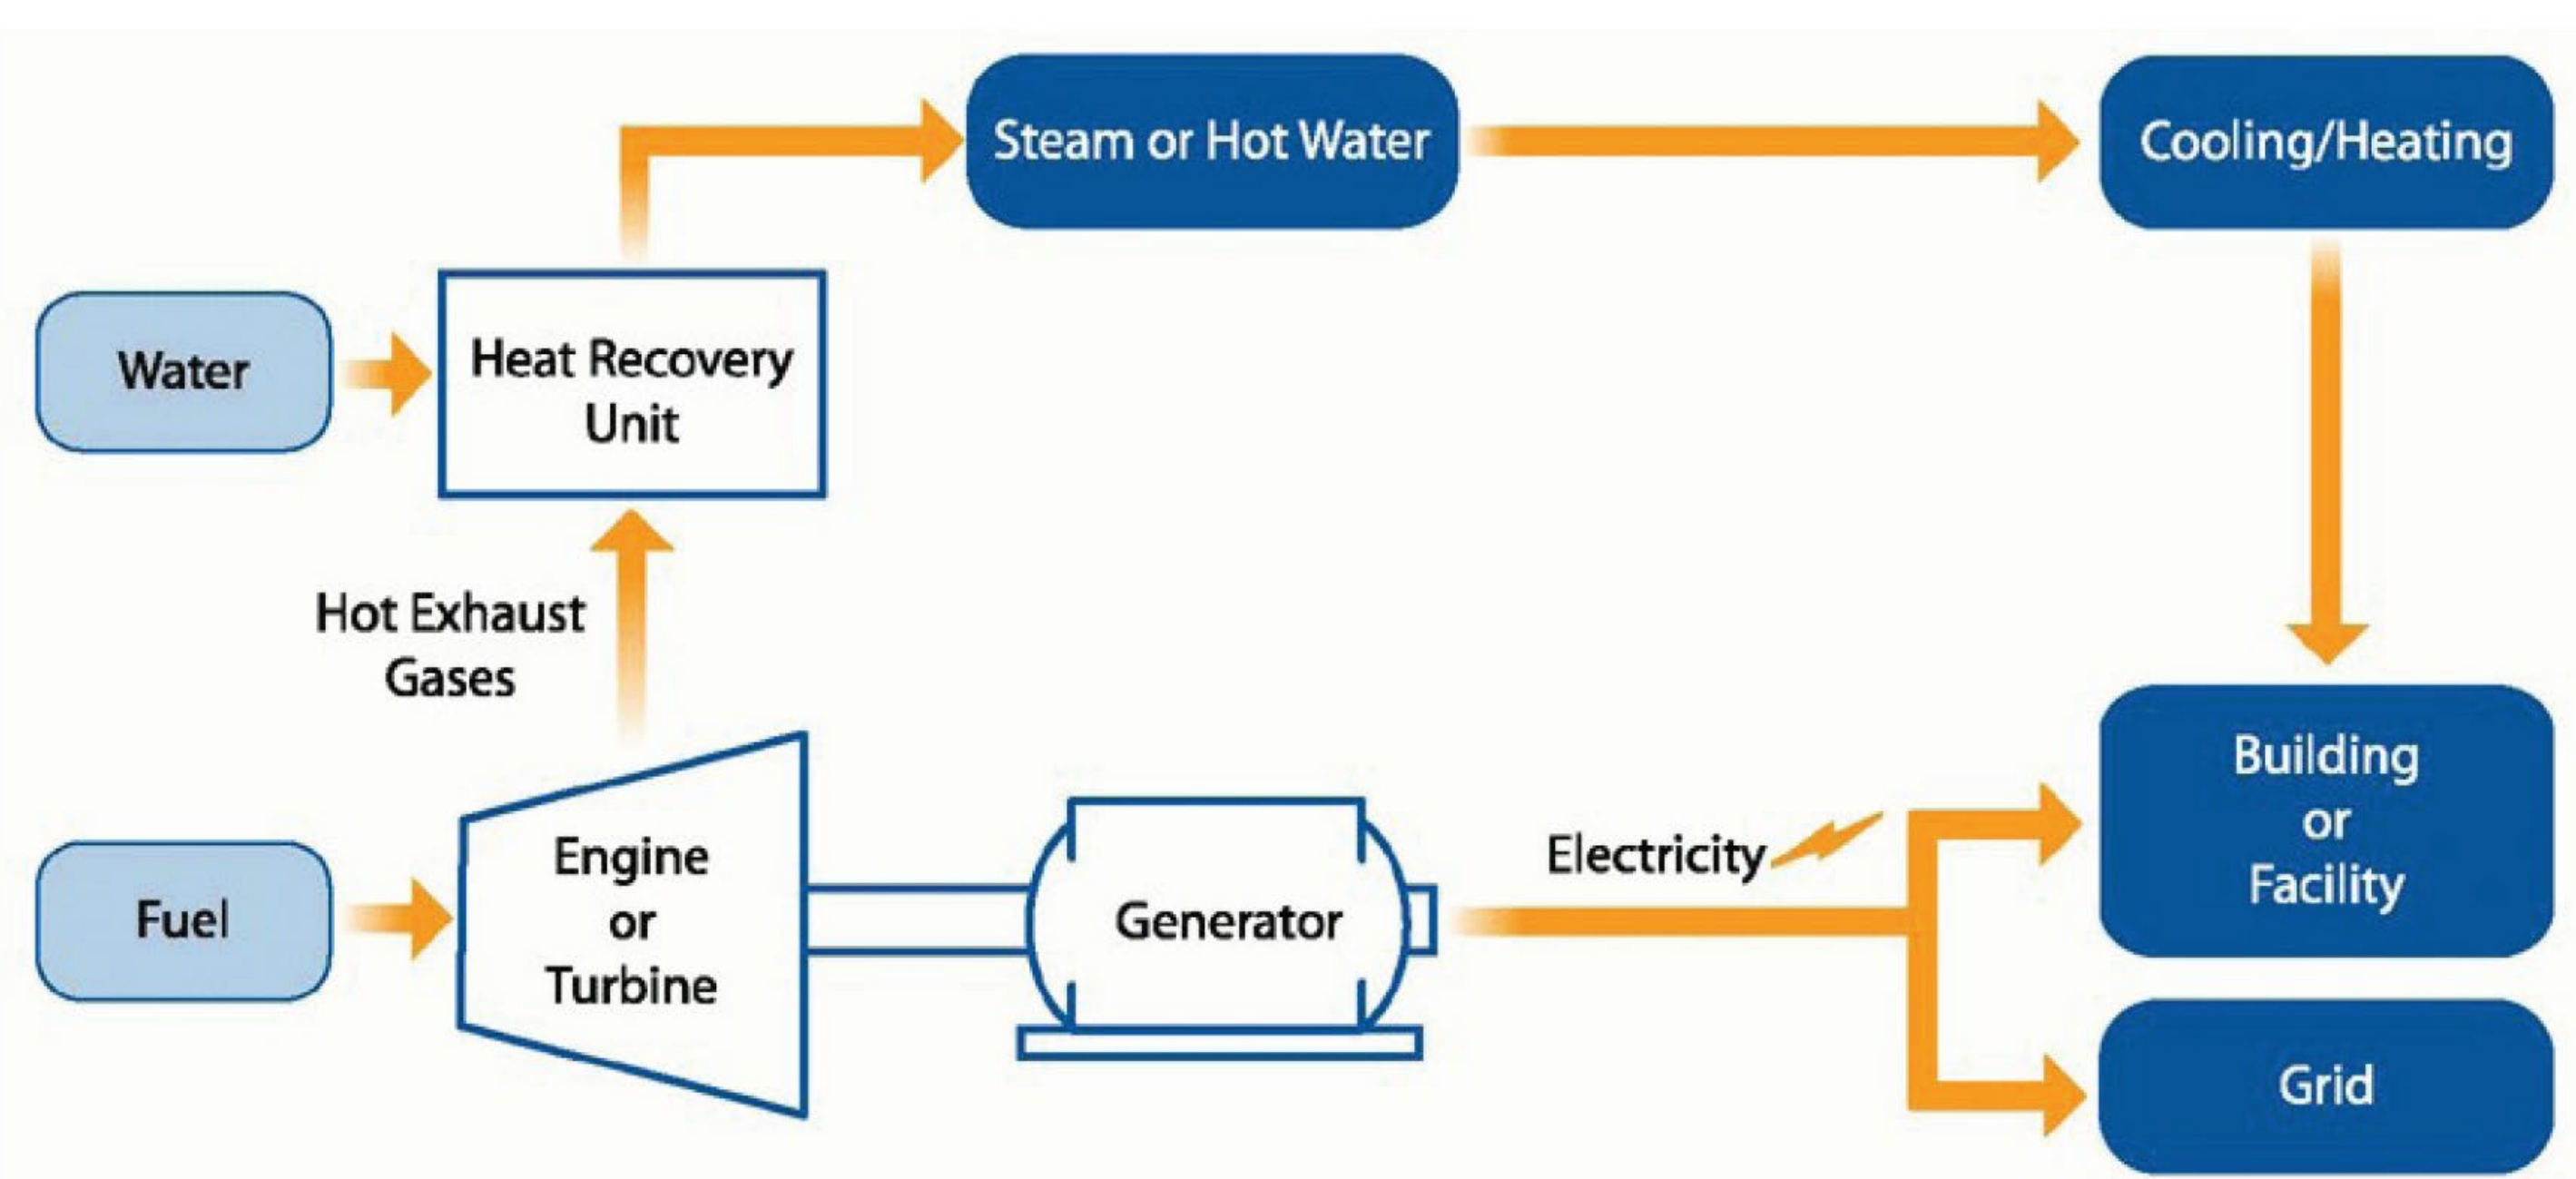 Steam or Hot Water
Cooling/Heating
Water
Heat Recovery
Unit
Hot Exhaust
Gases
Fuel
Engine
or
Turbine
Generator
Electricity
Building
or
Facility
Grid